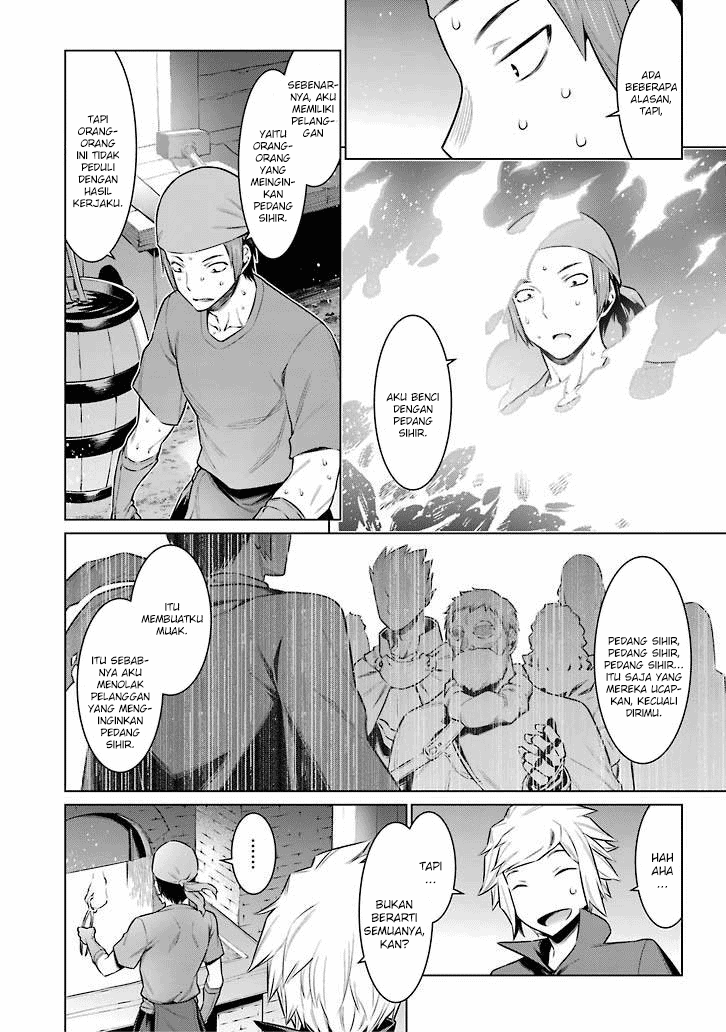 ADA
BEBERAPA
ALASAN,
TAPI,
AKU BENCI
DENGAN
PEDANG
SIHIR.
SEBENAR-
NYA, AKU
MEMILIKI
PELANG-
GAN
YAITU
ORANG-
ORANG
YANG
MEINGIN-
KAN
PEDANG
SIHIR.
TAPI
ORANG-
ORANG
INI TIDAK
PEDULI
DENGAN
HASIL
KERJAKU.
PEDANG SIHIR,
PEDANG SIHIR,
PEDANG SIHIR...
ITU SAJA YANG
MEREKA UCAP-
KAN, KECUALI
DIRIMU.
ITU
MEMBUATKU
MUAK.
ITU SEBAB-
NYA AKU
MENOLAK
PELANGGAN
YANG MENG-
INGINKAN
PEDANG
SIHIR.
HAH
AHA
...
TAPI
...
BUKAN
BERARTI
SEMUANYA,
KAN?
......